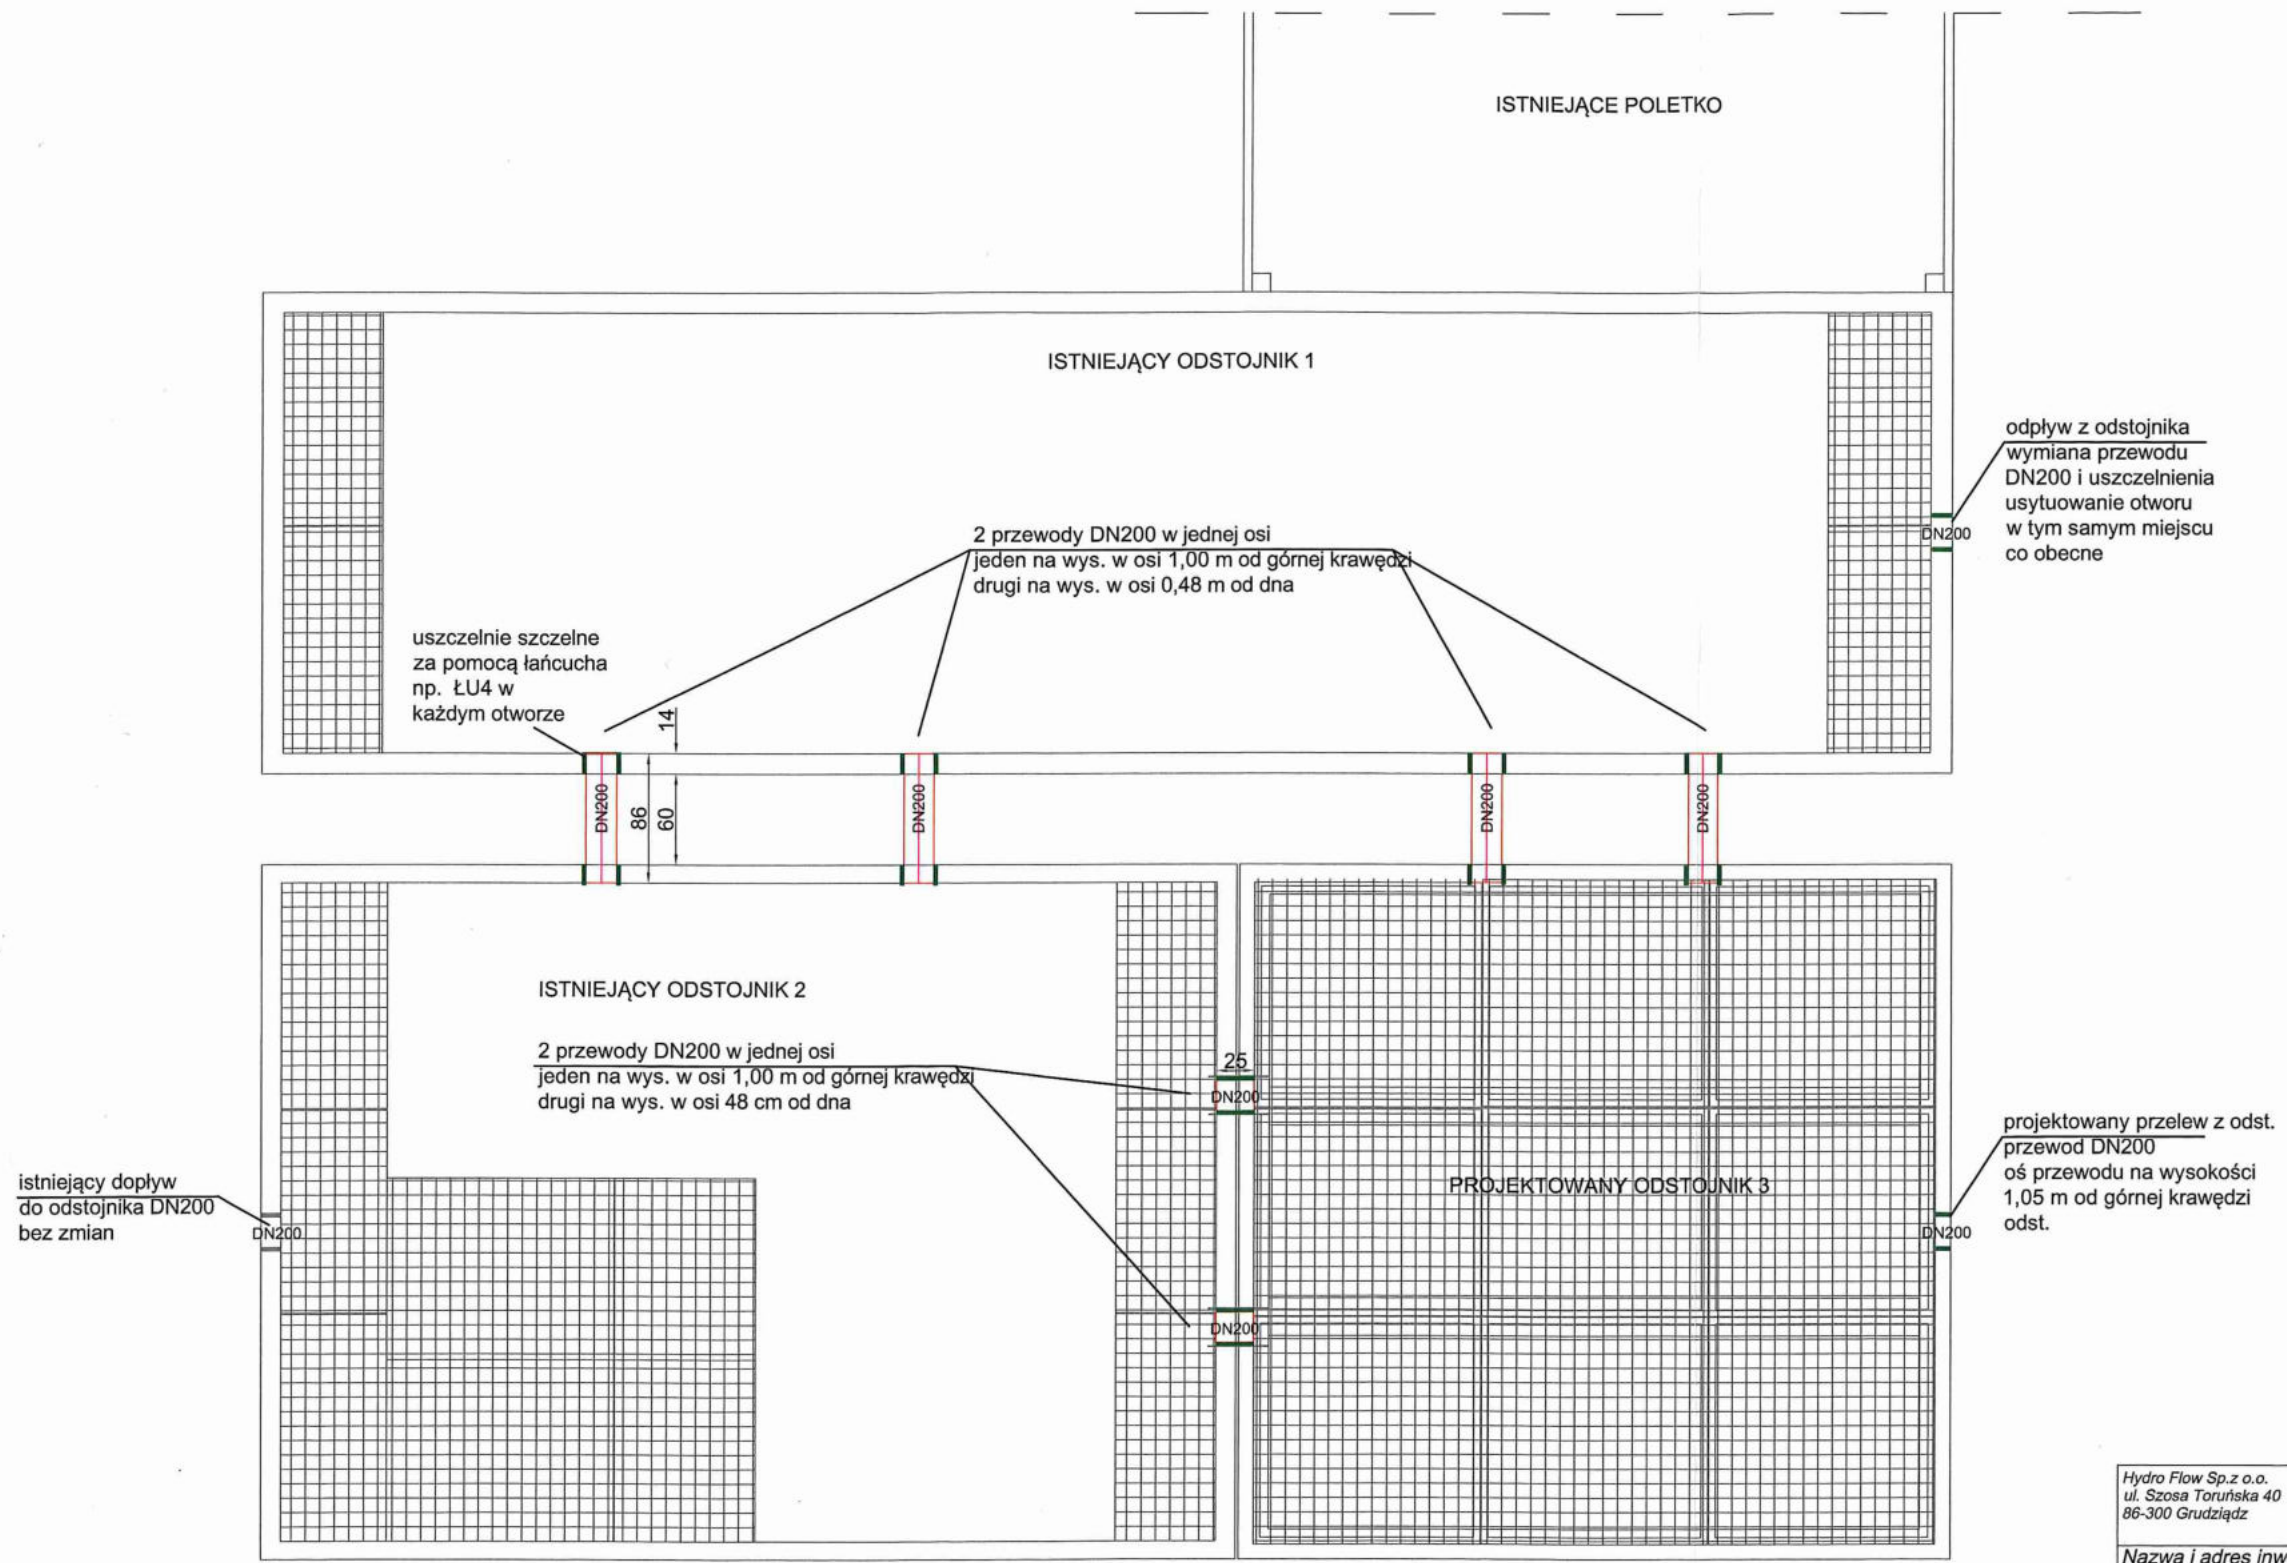 ISTNIEJĄCE POLETKO
ISTNIEJĄCY ODSTOJNIK 1
odpływ z odstojnika
wymiana przewodu
DN200 i uszczelnienia
usytuowanie otworu
w tym samym miejscu
co obecne
DN200
2 przewody DN200 w jednej osi
jeden na wys. w osi 1,00 m od górnej krawędzi
drugi na wys. w osi 0,48 m od dna
uszczelnie szczelne
za pomocą łańcucha
np. ŁU4 w
każdym otworze
14
86
60
DN200
DN200
DN200
DN200
ISTNIEJĄCY ODSTOJNIK 2
2 przewody DN200 w jednej osi
jeden na wys. w osi 1,00 m od górnej krawędzi
drugi na wys. w osi 48 cm od dna
25
DN200
DN200
istniejący dopływ
do odstojnika DN200
bez zmian
DN200
PROJEKTOWANY ODSTOJNIK 3
projektowany przelew z odst.
przewod DN200
oś przewodu na wysokości
1,05 m od górnej krawędzi
odst.
DN200
Hydro Flow Sp.z o.o.
ul. Szosa Toruńska 40
86-300 Grudziądz
Nazwa i adres inw